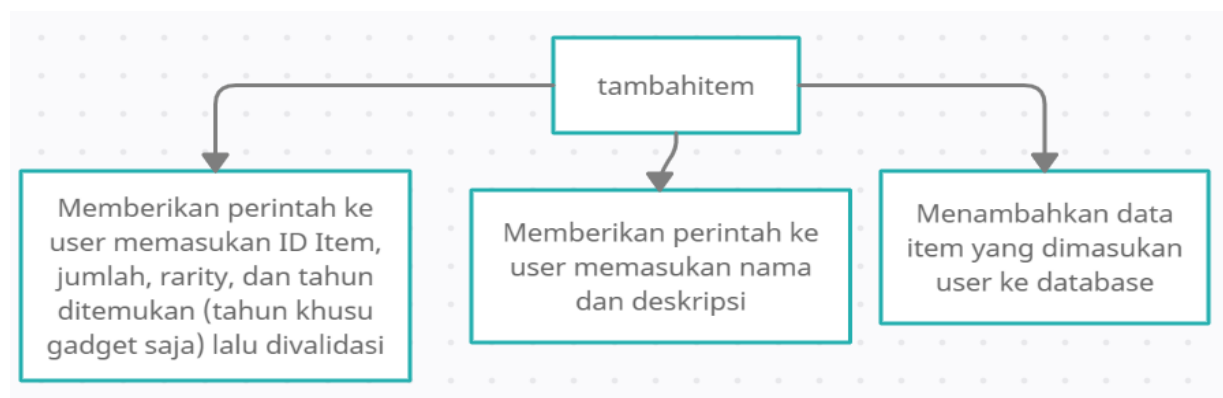 tambahitem
Memberikan perintah ke
user memasukan ID Item,
jumlah, rarity, dan tahun
ditemukan (tahun khusu
gadget saja) lalu divalidasi
Memberikan perintah ke
user memasukan nama
dan deskripsi
Menambahkan data
item yang dimasukan
user ke database